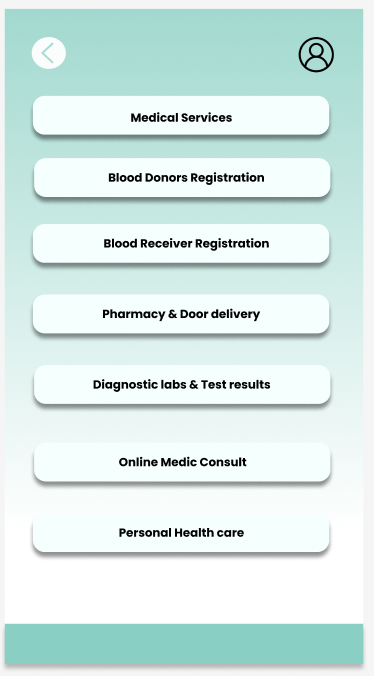 Medical Services
Blood Donors Registration
Blood Receiver Registration
Pharmacy & Door delivery
Diagnostic labs & Test results
Online Medic Consult
Personal Health care